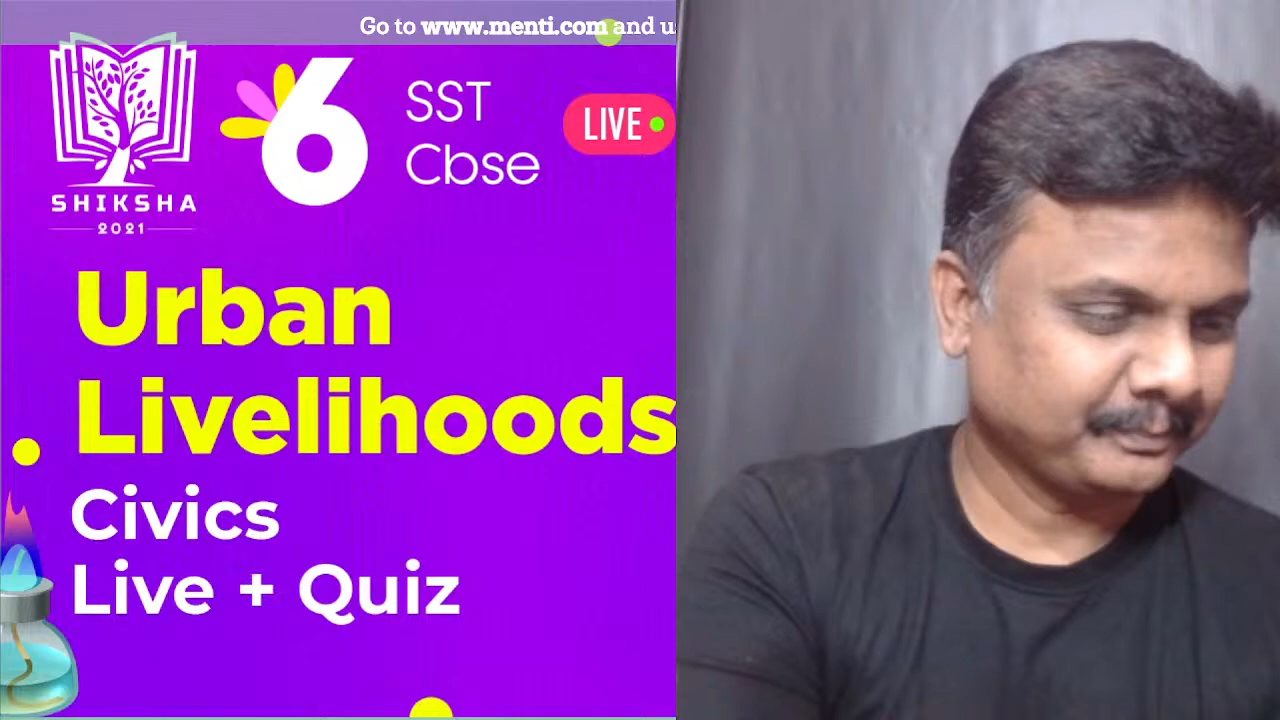 Go to www.menti.com and u
SHIKSHA
2021
6
SST
Cbse
LIVE
Urban
Livelihoods
Civics
Live + Quiz